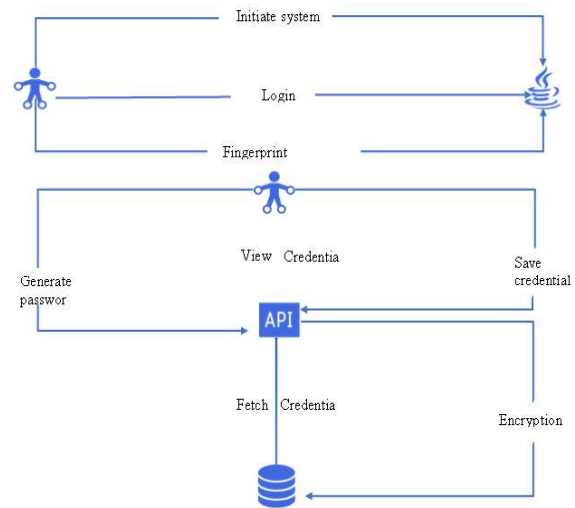 Initiate system
Login
Fingerprint
View Credentia
Generate
passwor
Save
credential
API
Fetch Credentia
Encryption